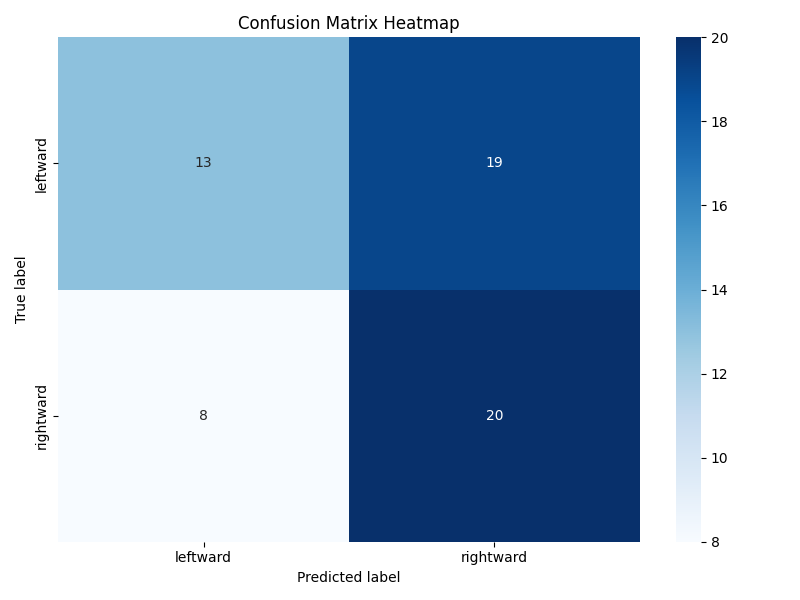 Confusion Matrix Heatmap
True label
leftward
rightward
13
19
8
20
leftward
rightward
Predicted label
20
18
16
14
12
10
8